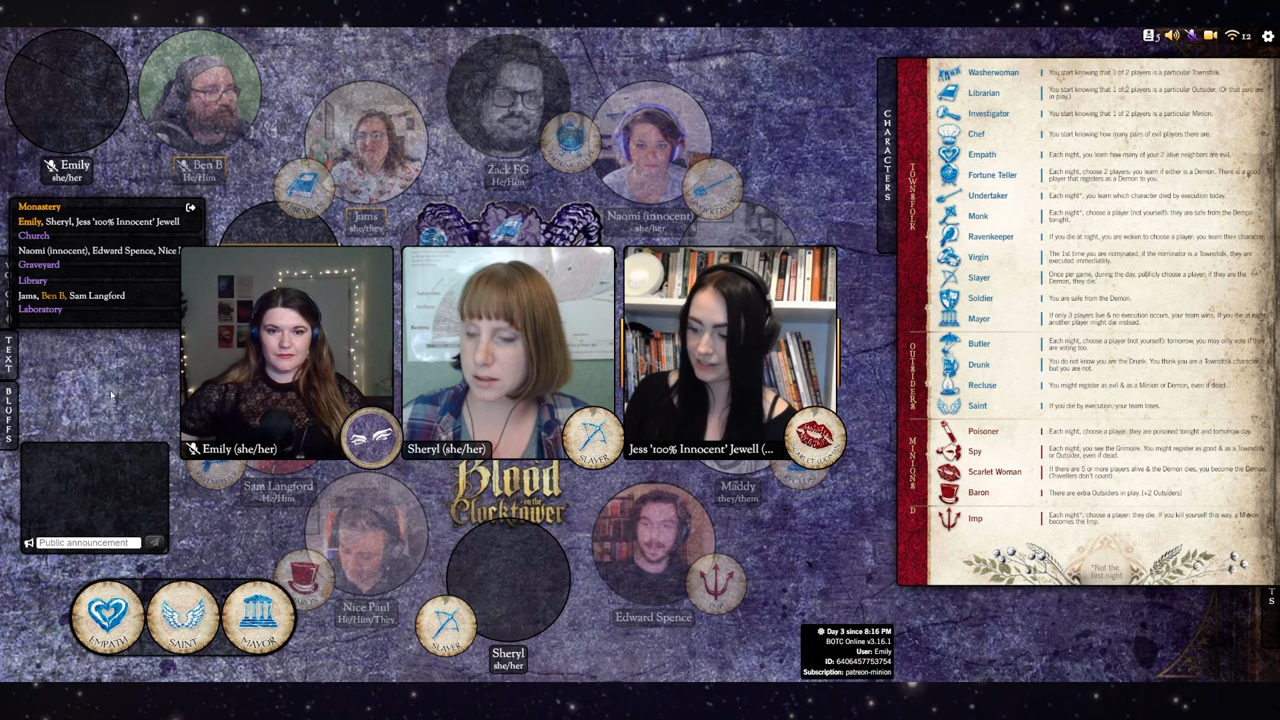 5
12
Emily
she/her
Ben B
He/Him
Jams
she/they
Zack FG
He/Him
Naomi (innocent)
she/her
Monastery
Emily, Sheryl, Jess '100% Innocent' Jewell
Church
Naomi (innocent), Edward Spence, Nice
Graveyard
Library
Jams, Ben B, Sam Langford
Laboratory
TEXT
BLUFFS
Emily (she/her)
Sheryl (she/her)
SLAYER
Jess '100% Innocent' Jewell (...
SCARLET WOMAN
Sam Langford
He/Him
Blood
on the
Clocktower
Maddy
they/them
Public announcement
EMPATH
SAINT
MAYOR
BARON
Nice Paul
He/Him/They
SLAYER
Sheryl
she/her
Edward Spence
IMP
Day 3 since 8:16 PM
BOTC Online v3.16.1
User: Emily
ID: 6406457753754
Subscription: patreon-minion
CHARACTERS
TOWNSFOLK
Washerwoman You start knowing that 1 of 2 players is a particular Townsfolk.
Librarian You start knowing that 1 of 2 players is a particular Outsider. (Or that zero are
in play.)
Investigator You start knowing that 1 of 2 players is a particular Minion.
Chef You start knowing how many pairs of evil players there are.
Empath Each night, you learn how many of your 2 alive neighbors are evil.
Fortune Teller Each night, choose 2 players: you learn if either is a Demon. There is a good
player that registers as a Demon to you.
Undertaker Each night*, you learn which character died by execution today.
Monk Each night*, choose a player (not yourself): they are safe from the Demon
tonight.
Ravenkeeper If you die at night, you are woken to choose a player: you learn their character.
Virgin The 1st time you are nominated, if the nominator is a Townsfolk, they are
executed immediately.
Slayer Once per game, during the day, publicly choose a player: if they are the
Demon, they die.
Soldier You are safe from the Demon.
Mayor If only 3 players live & no execution occurs, your team wins. If you die at night,
another player might die instead.
OUTSIDERS
Butler Each night, choose a player (not yourself): tomorrow, you may only vote if they
are voting too.
Drunk You do not know you are the Drunk. You think you are a Townsfolk character,
but you are not.
Recluse You might register as evil & as a Minion or Demon, even if dead.
Saint If you die by execution, your team loses.
MINIONS
Poisoner Each night, choose a player: they are poisoned tonight and tomorrow day.
Spy Each night, you see the Grimoire. You might register as good & as a Townsfolk
or Outsider, even if dead.
Scarlet Woman If there are 5 or more players alive & the Demon dies, you become the Demon.
(Travellers don't count)
Baron There are extra Outsiders in play. [+2 Outsiders]
D
Imp Each night*, choose a player: they die. If you kill yourself this way, a Minion
becomes the Imp.
*Not the
first night